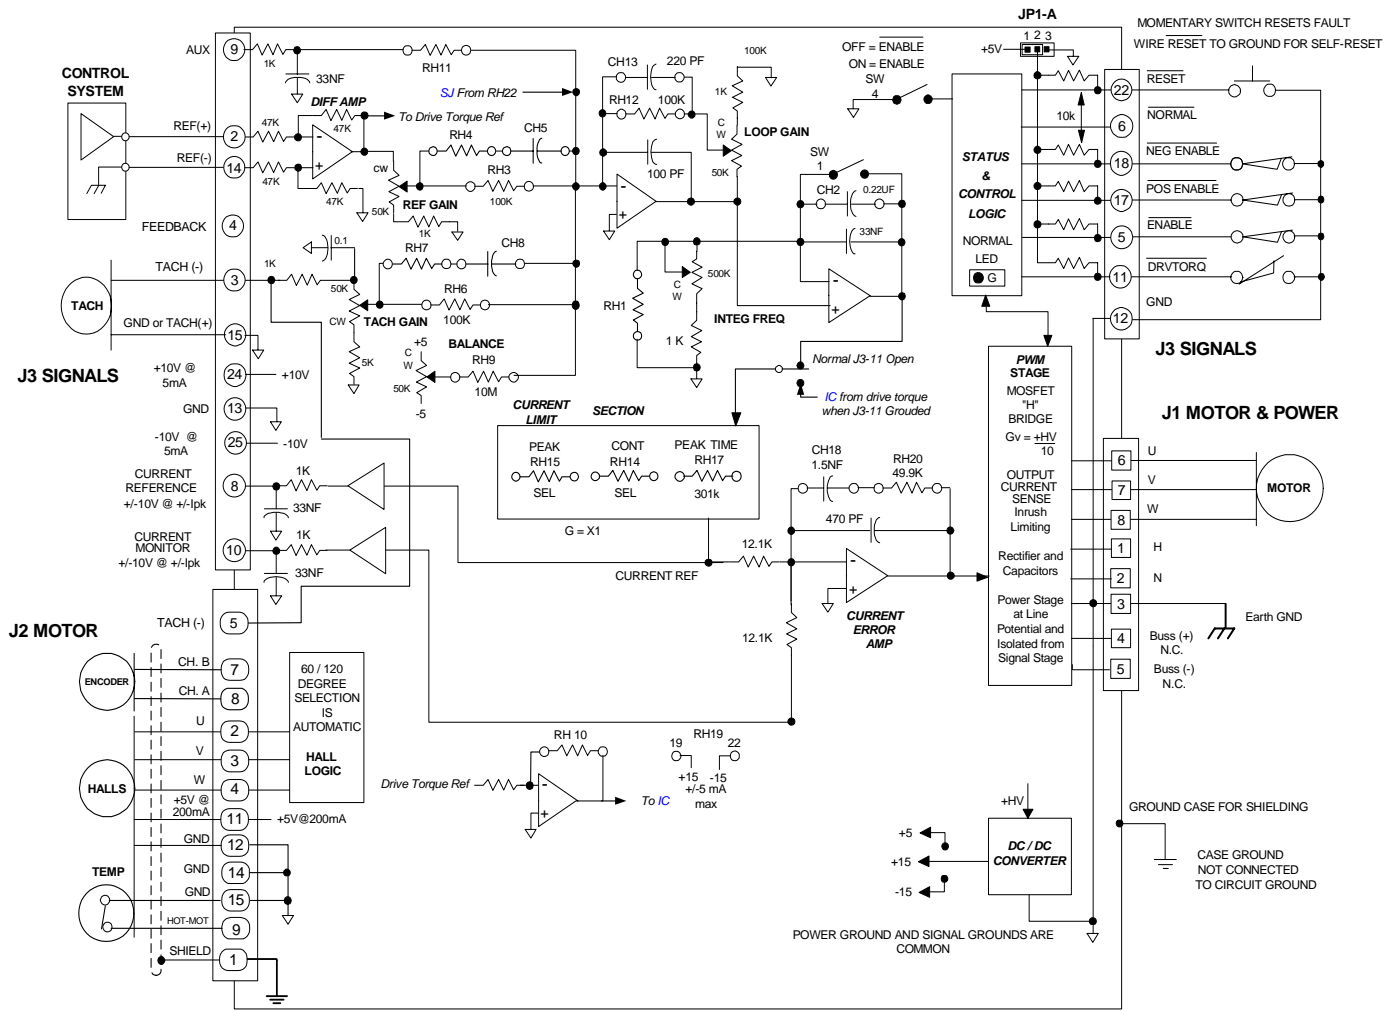 JP1-A
1 2 3
+5V
MOMENTARY SWITCH RESETS FAULT
WIRE RESET TO GROUND FOR SELF-RESET
OFF = ENABLE
ON = ENABLE
SW
4
AUX
9
1K
33NF
RH11
SJ From RH22
CONTROL
SYSTEM
DIFF AMP
47K
To Drive Torque Ref
REF(+)
2
47K
-
+
REF(-)
14
47K
47K
CW
50K
REF GAIN
1K
RH4
CH5
RH3
100K
CH13
220 PF
RH12
100K
100 PF
-
+
100K
1K
C
W
LOOP GAIN
50K
SW
1
CH2
0.22UF
33NF
-
+
FEEDBACK
4
TACH (-)
3
1K
0.1
50K
CW
TACH GAIN
5K
RH7
CH8
RH6
100K
TACH
GND or TACH(+)
15
BALANCE
+5
C
W
50K
-5
RH9
10M
RH1
500K
C
W
INTEG FREQ
1 K
J3 SIGNALS
+10V @
5mA
24
+10V
GND
13
-10V @
5mA
25
-10V
CURRENT
REFERENCE
+/-10V @ +/-Ipk
8
1K
33NF
CURRENT
MONITOR
+/-10V @ +/-Ipk
10
1K
33NF
Normal J3-11 Open
IC from drive torque
when J3-11 Grounded
CURRENT
LIMIT
SECTION
PEAK
RH15
SEL
CONT
RH14
SEL
PEAK TIME
RH17
301k
G = X1
CURRENT REF
12.1K
12.1K
CH18
1.5NF
RH20
49.9K
470 PF
-
+
CURRENT
ERROR
AMP
STATUS
&
CONTROL
LOGIC
NORMAL
LED
G
10k
22
RESET
6
NORMAL
18
NEG ENABLE
17
POS ENABLE
5
ENABLE
11
DRVTORQ
12
GND
J3 SIGNALS
PWM
STAGE
MOSFET
"H"
BRIDGE
Gv = +HV
10
OUTPUT
CURRENT
SENSE
Inrush
Limiting
Rectifier and
Capacitors
Power Stage
at Line
Potential and
Isolated from
Signal Stage
J1 MOTOR & POWER
6
U
7
V
8
W
MOTOR
1
H
2
N
3
Earth GND
4
Buss (+)
N.C.
5
Buss (-)
N.C.
J2 MOTOR
TACH (-)
5
ENCODER
CH. B
7
CH. A
8
U
2
V
3
W
4
HALLS
+5V @
200mA
11
+5V@200mA
60 / 120
DEGREE
SELECTION
IS
AUTOMATIC
HALL
LOGIC
GND
12
GND
14
GND
15
TEMP
HOT-MOT
9
SHIELD
1
Drive Torque Ref
RH 10
-
+
To IC
RH19
19
22
+15
-15
+/-5 mA
max
+HV
DC / DC
CONVERTER
+5
+15
-15
POWER GROUND AND SIGNAL GROUNDS ARE
COMMON
GROUND CASE FOR SHIELDING
CASE GROUND
NOT CONNECTED
TO CIRCUIT GROUND